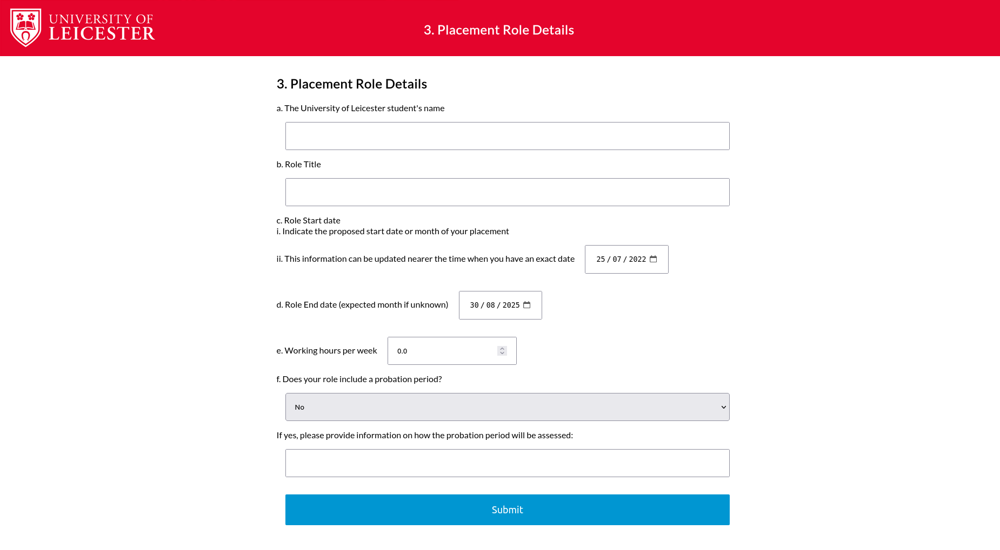 UNIVERSITY OF
LEICESTER
3. Placement Role Details
3. Placement Role Details
a. The University of Leicester student's name
b. Role Title
c. Role Start date
i. Indicate the proposed start date or month of your placement
ii. This information can be updated nearer the time when you have an exact date 25/07/2022
d. Role End date (expected month if unknown) 30/08/2025
e. Working hours per week 0.0
f. Does your role include a probation period?
No
If yes, please provide information on how the probation period will be assessed:
Submit